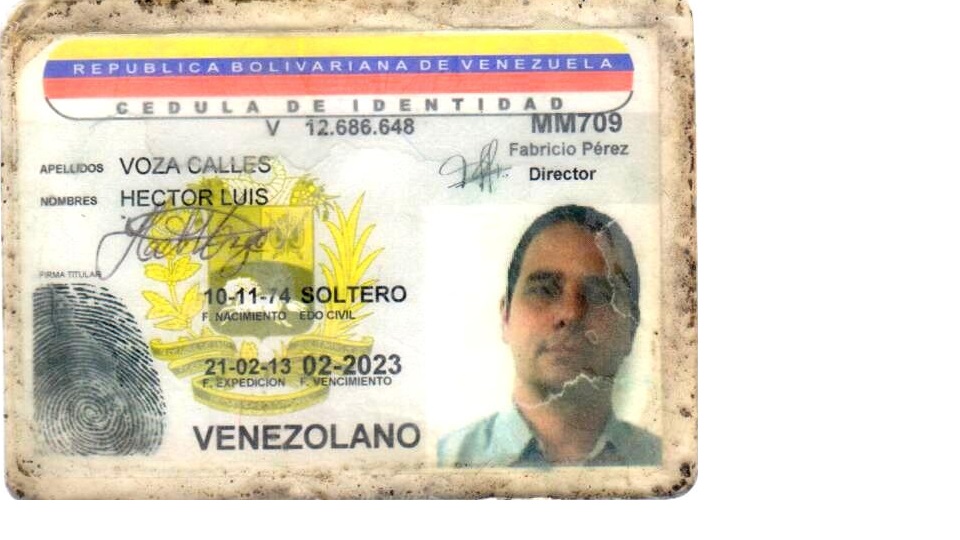 REPUBLICA BOLIVARIANA DE VENEZUELA
CEDULA DE IDENTIDAD
V 12.686.648 MM709
Fabricio Pérez
Director
APELLIDOS VOZA CALLES
NOMBRES HECTOR LUIS
FIRMA TITULAR
10-11-74 SOLTERO
F. NACIMIENTO EDO CIVIL
21-02-13 02-2023
F. EXPEDICION F. VENCIMIENTO
VENEZOLANO